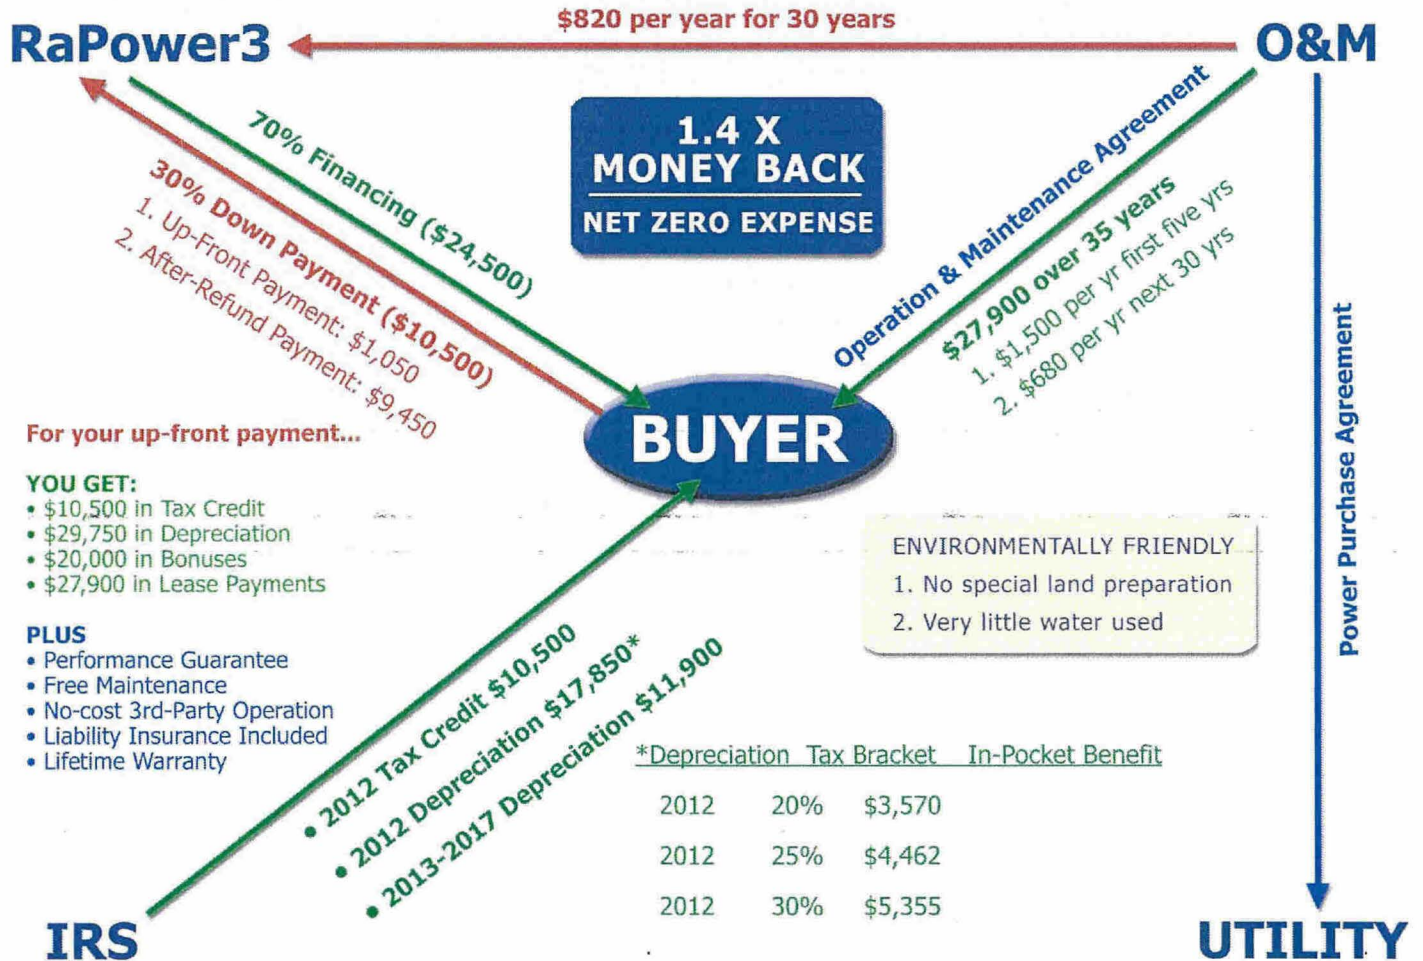 $820 per year for 30 years
RaPower3
O&M
70% Financing ($24,500)
30% Down Payment ($10,500)
1. Up-Front Payment: $1,050
2. After-Refund Payment: $9,450
1.4 X
MONEY BACK
NET ZERO EXPENSE
Operation & Maintenance Agreement
$27,900 over 35 years
1. $1,500 per yr first five yrs
2. $680 per yr next 30 yrs
Power Purchase Agreement
BUYER
For your up-front payment...
YOU GET:
• $10,500 in Tax Credit
• $29,750 in Depreciation
• $20,000 in Bonuses
• $27,900 in Lease Payments
PLUS
• Performance Guarantee
• Free Maintenance
• No-cost 3rd-Party Operation
• Liability Insurance Included
• Lifetime Warranty
ENVIRONMENTALLY FRIENDLY
1. No special land preparation
2. Very little water used
• 2012 Tax Credit $10,500
• 2012 Depreciation $17,850*
• 2013-2017 Depreciation $11,900
*Depreciation Tax Bracket In-Pocket Benefit
2012 20% $3,570
2012 25% $4,462
2012 30% $5,355
IRS
UTILITY